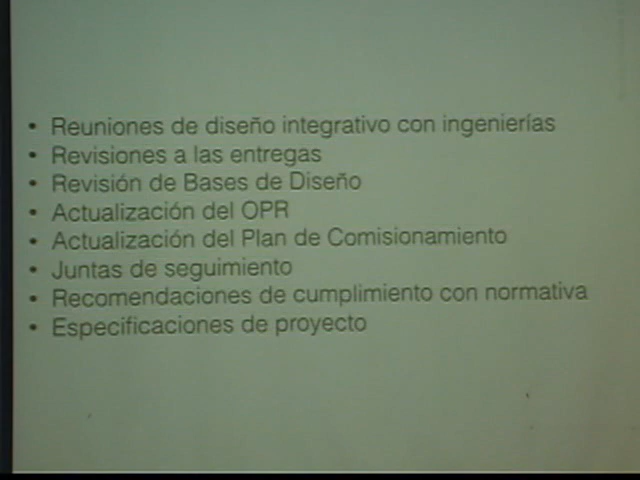 • Reuniones de diseño integrativo con ingenierías
• Revisiones a las entregas
• Revisión de Bases de Diseño
• Actualización del OPR
• Actualización del Plan de Comisionamiento
• Juntas de seguimiento
• Recomendaciones de cumplimiento con normativa
• Especificaciones de proyecto